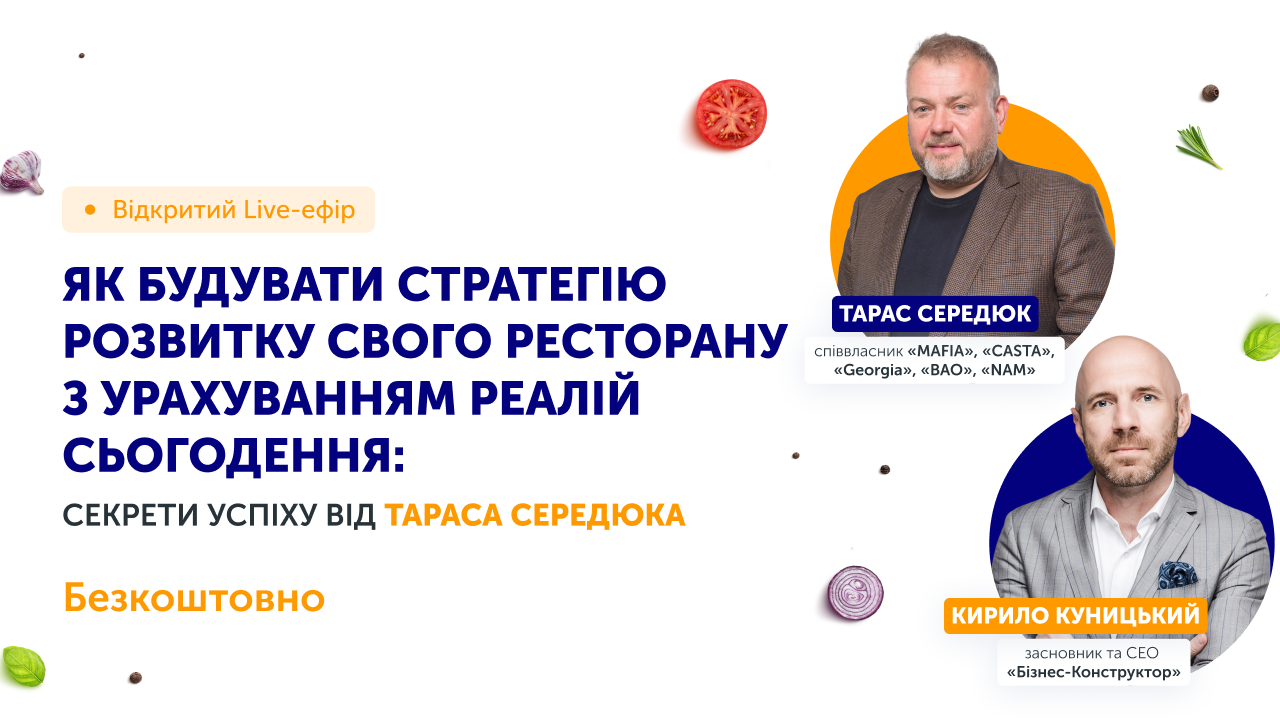 Відкритий Live-ефір
ЯК БУДУВАТИ СТРАТЕГІЮ
РОЗВИТКУ СВОГО РЕСТОРАНУ
З УРАХУВАННЯМ РЕАЛІЙ
СЬОГОДЕННЯ:
СЕКРЕТИ УСПІХУ ВІД ТАРАСА СЕРЕДЮКА
Безкоштовно
ТАРАС СЕРЕДЮК
співвласник «MAFIA», «CASTA»,
«Georgia», «BAO», «NAM»
КИРИЛО КУНИЦЬКИЙ
засновник та CEO
«Бізнес-Конструктор»